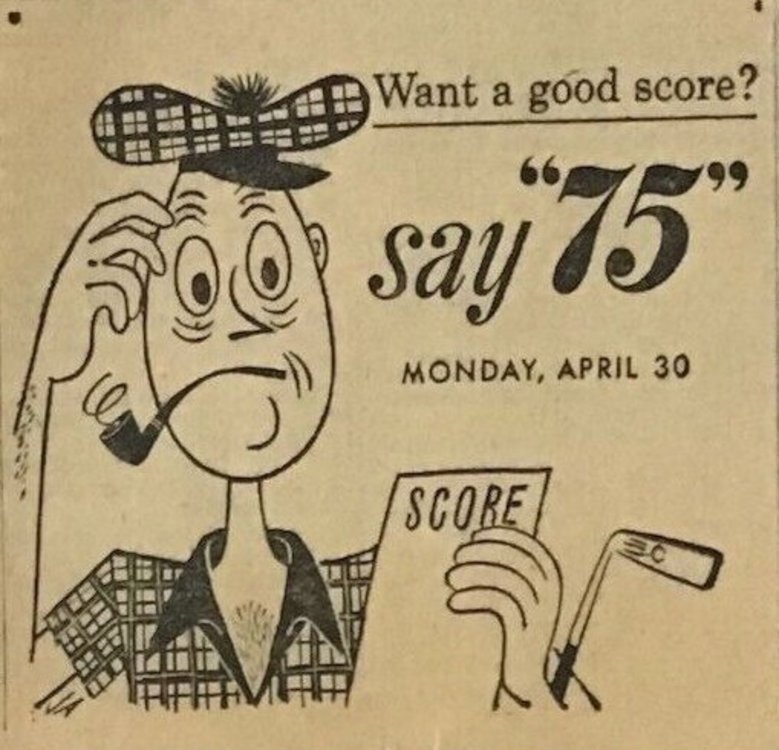 Want a good score?
say “75”
MONDAY, APRIL 30
SCORE
C